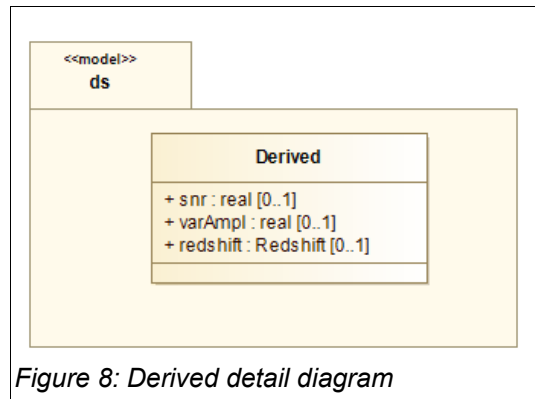 <<model>>
ds
Derived
+ snr : real [0..1]
+ varAmpl : real [0..1]
+ redshift : Redshift [0..1]
Figure 8: Derived detail diagram